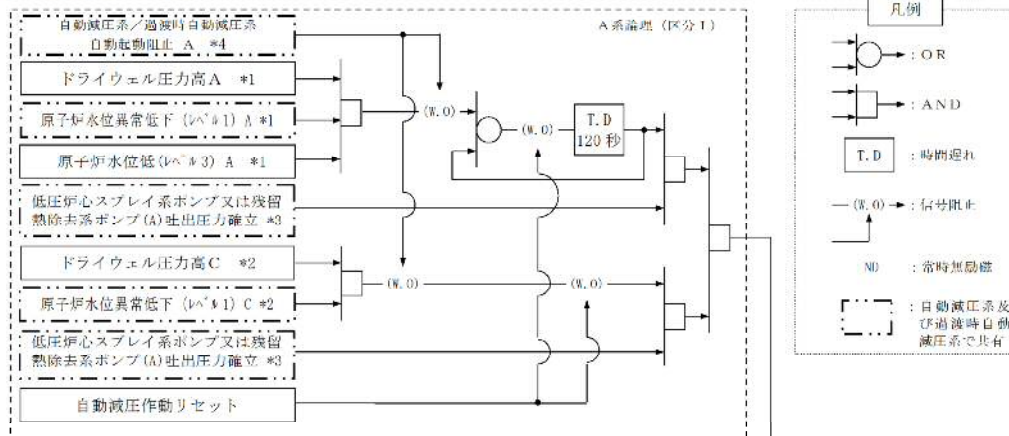 自動減圧系／過渡時自動減圧系
自動起動阻止 A *4
A系論理（区分Ⅰ）
ドライウェル圧力高A *1
原子炉水位異常低下（ﾚﾍﾞﾙ1）A *1
原子炉水位低(ﾚﾍﾞﾙ3) A *1
低圧炉心スプレイ系ポンプ又は残留
熱除去系ポンプ(A)吐出圧力確立 *3
ドライウェル圧力高C *2
原子炉水位異常低下（ﾚﾍﾞﾙ1）C *2
低圧炉心スプレイ系ポンプ又は残留
熱除去系ポンプ(A)吐出圧力確立 *3
自動減圧作動リセット
(W.O)
(W.O)
T.D
120秒
(W.O)
(W.O)
凡例
：OR
：AND
T.D ：時間遅れ
(W.O) ：信号阻止
ND ：常時無励磁
：自動減圧系及
び過渡時自動
減圧系で共有